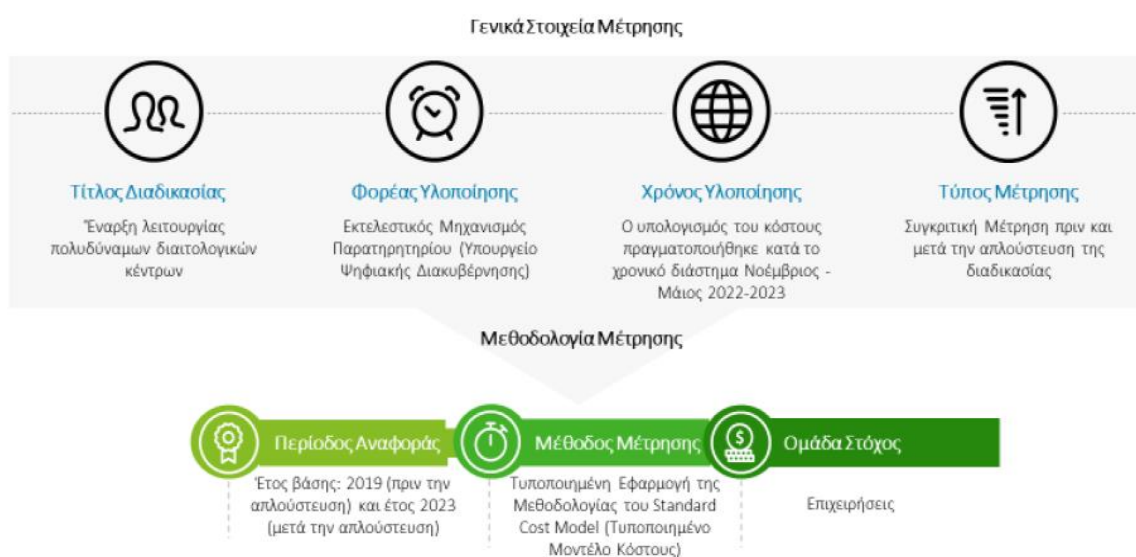 Γενικά Στοιχεία Μέτρησης
Τίτλος Διαδικασίας
Έναρξη λειτουργίας
πολυδύναμων διαιτολογικών
κέντρων
Φορέας Υλοποίησης
Εκτελεστικός Μηχανισμός
Παρατηρητηρίου (Υπουργείο
Ψηφιακής Διακυβέρνησης)
Χρόνος Υλοποίησης
Ο υπολογισμός του κόστους
πραγματοποιήθηκε κατά το
χρονικό διάστημα Νοέμβριος -
Μάιος 2022-2023
Τύπος Μέτρησης
Συγκριτική Μέτρηση πριν και
μετά την απλούστευση της
διαδικασίας
Μεθοδολογία Μέτρησης
Περίοδος Αναφοράς
Έτος βάσης: 2019 (πριν την
απλούστευση) και έτος 2023
(μετά την απλούστευση)
Μέθοδος Μέτρησης
Τυποποιημένη Εφαρμογή της
Μεθοδολογίας του Standard
Cost Model (Τυποποιημένο
Μοντέλο Κόστους)
$
Ομάδα Στόχος
Επιχειρήσεις